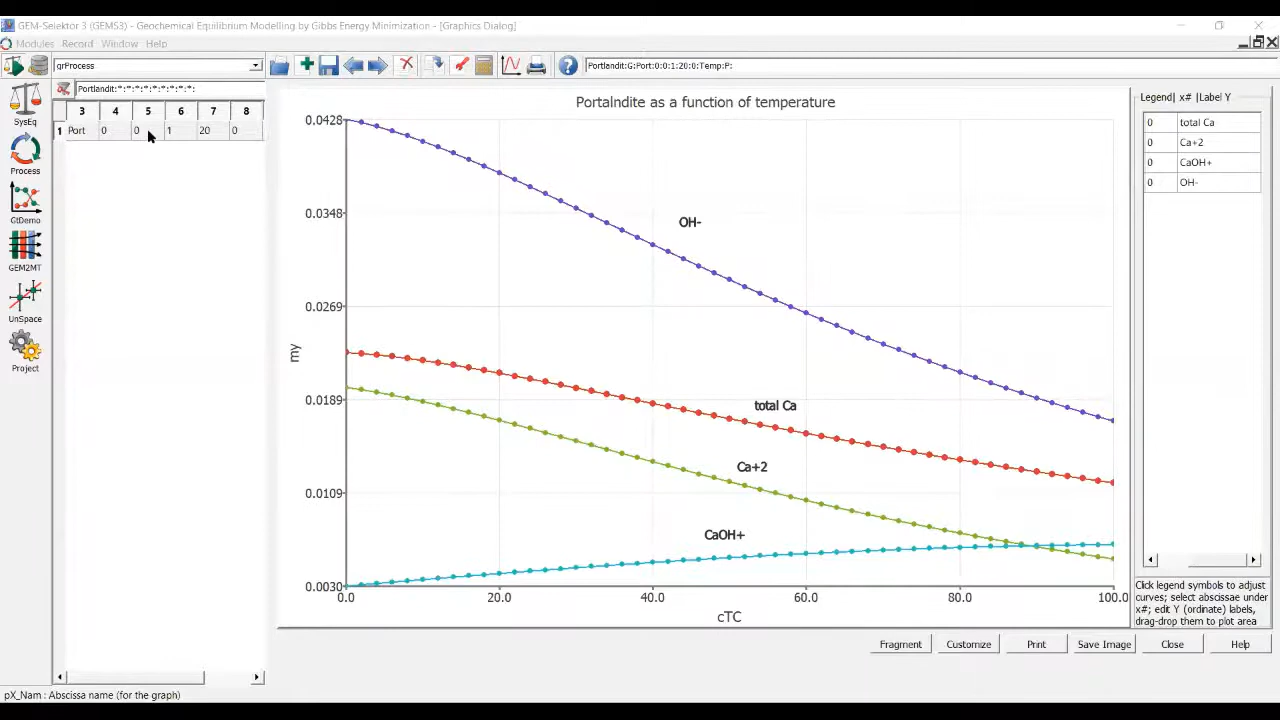 GEM-Selektor 3 (GEMS3) - Geochemical Equilibrium Modelling by Gibbs Energy Minimization - [Graphics Dialog]
Modules Record Window Help
grProcess
Portlandit:G:Port:0:0:1:20:0:Temp:P:
Portlandit:*:*:*:*:*:*:*:*:*:
3 4 5 6 7 8
1 Port 0 0 1 20 0
SysEq
Process
GtDemo
GEM2MT
UnSpace
Project
Portalndite as a function of temperature
0.0428
0.0348
0.0269
0.0189
0.0109
0.0030
my
OH-
total Ca
Ca+2
CaOH+
0.0 20.0 40.0 60.0 80.0 100.0
cTC
Legend| x# |Label Y
0 total Ca
0 Ca+2
0 CaOH+
0 OH-
Click legend symbols to adjust
curves; select abscissae under
x#; edit Y (ordinate) labels,
drag-drop them to plot area
Fragment Customize Print Save Image Close Help
pX_Nam : Abscissa name (for the graph)